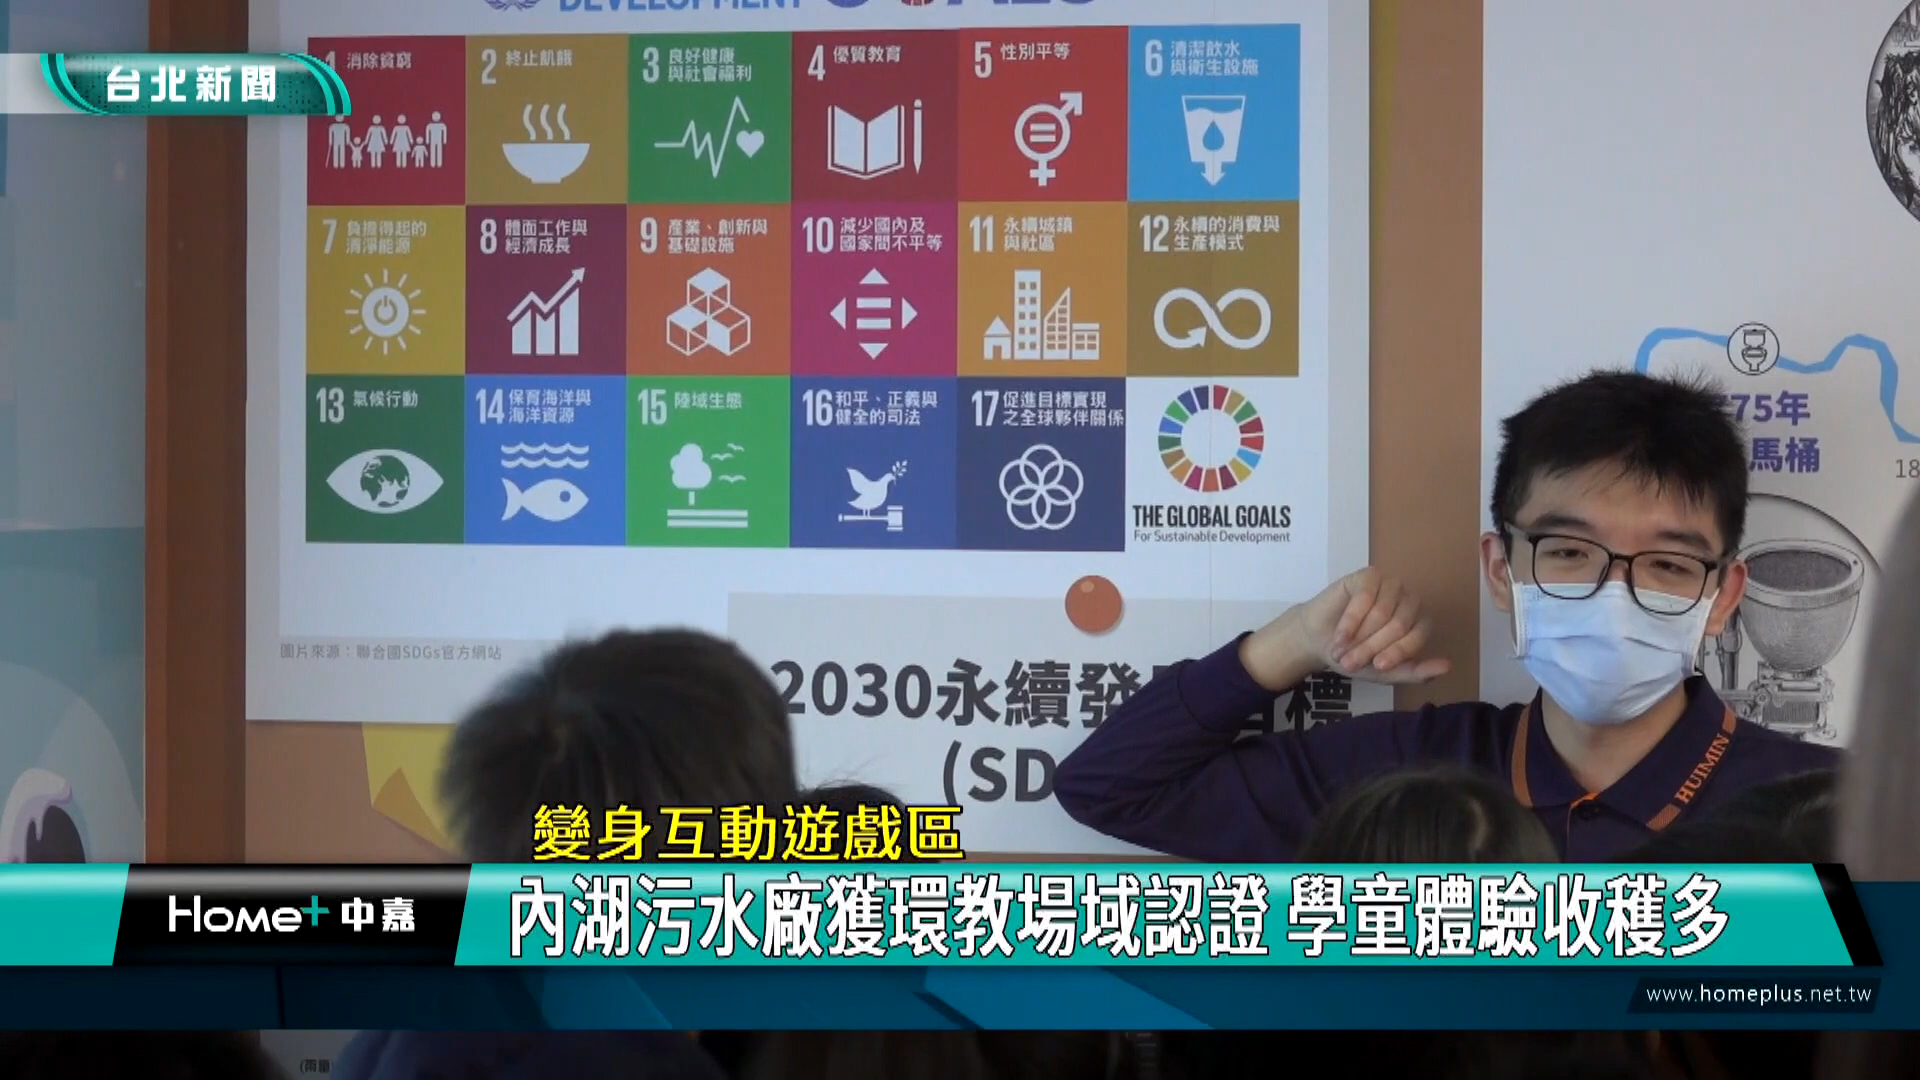 DEVELOPMENT GOALS
台北新聞
1 消除貧窮
2 終止飢餓
3 良好健康
與社會福利
4 優質教育
5 性別平等
6 清潔飲水
與衛生設施
7 負擔得起的
清淨能源
8 體面工作與
經濟成長
9 產業、創新與
基礎設施
10 減少國內及
國家間不平等
11 永續城鎮
與社區
12 永續的消費與
生產模式
13 氣候行動
14 保育海洋與
海洋資源
15 陸域生態
16 和平、正義與
健全的司法
17 促進目標實現
之全球夥伴關係
THE GLOBAL GOALS
For Sustainable Development
75年
馬桶
18
圖片來源：聯合國SDGs官方網站
2030永續發 標
(SD
HUIMIN
變身互動遊戲區
Home+中嘉
內湖污水廠獲環教場域認證 學童體驗收穫多
www.homeplus.net.tw